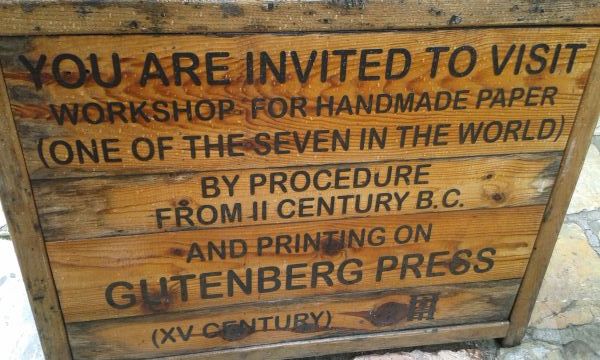 YOU ARE INVITED TO VISIT
WORKSHOP FOR HANDMADE PAPER
(ONE OF THE SEVEN IN THE WORLD)
BY PROCEDURE
FROM II CENTURY B.C.
AND PRINTING ON
GUTENBERG PRESS
(XV CENTURY)